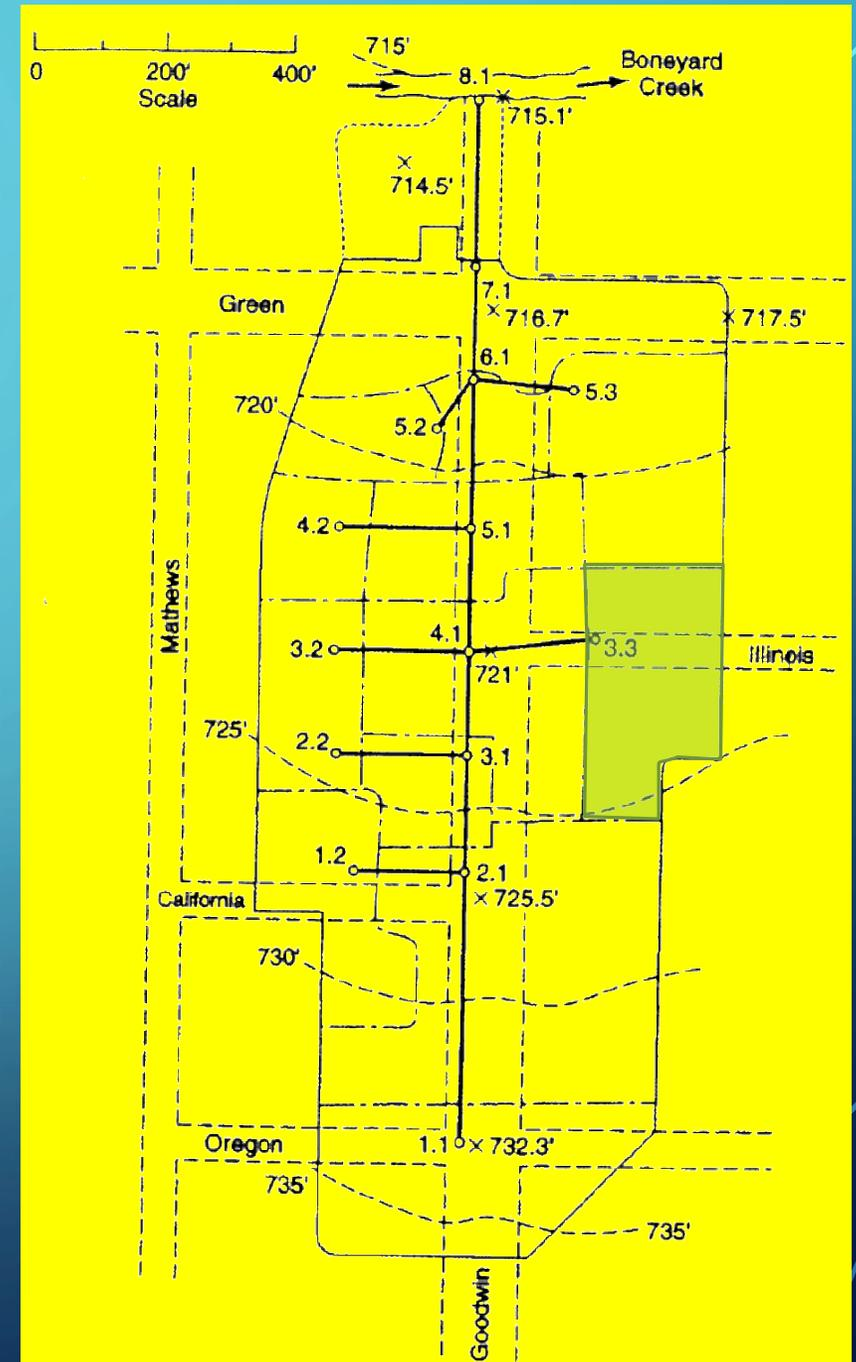 715'
8.1
Boneyard
Creek
0 200' 400'
Scale
715.1'
714.5'
7.1
Green
716.7'
717.5'
6.1
5.3
720'
5.2
4.2
5.1
Mathews
4.1
3.2
3.3
Illinois
721'
725'
2.2
3.1
1.2
2.1
California
725.5'
730'
Oregon
1.1
732.3'
735'
735'
Goodwin